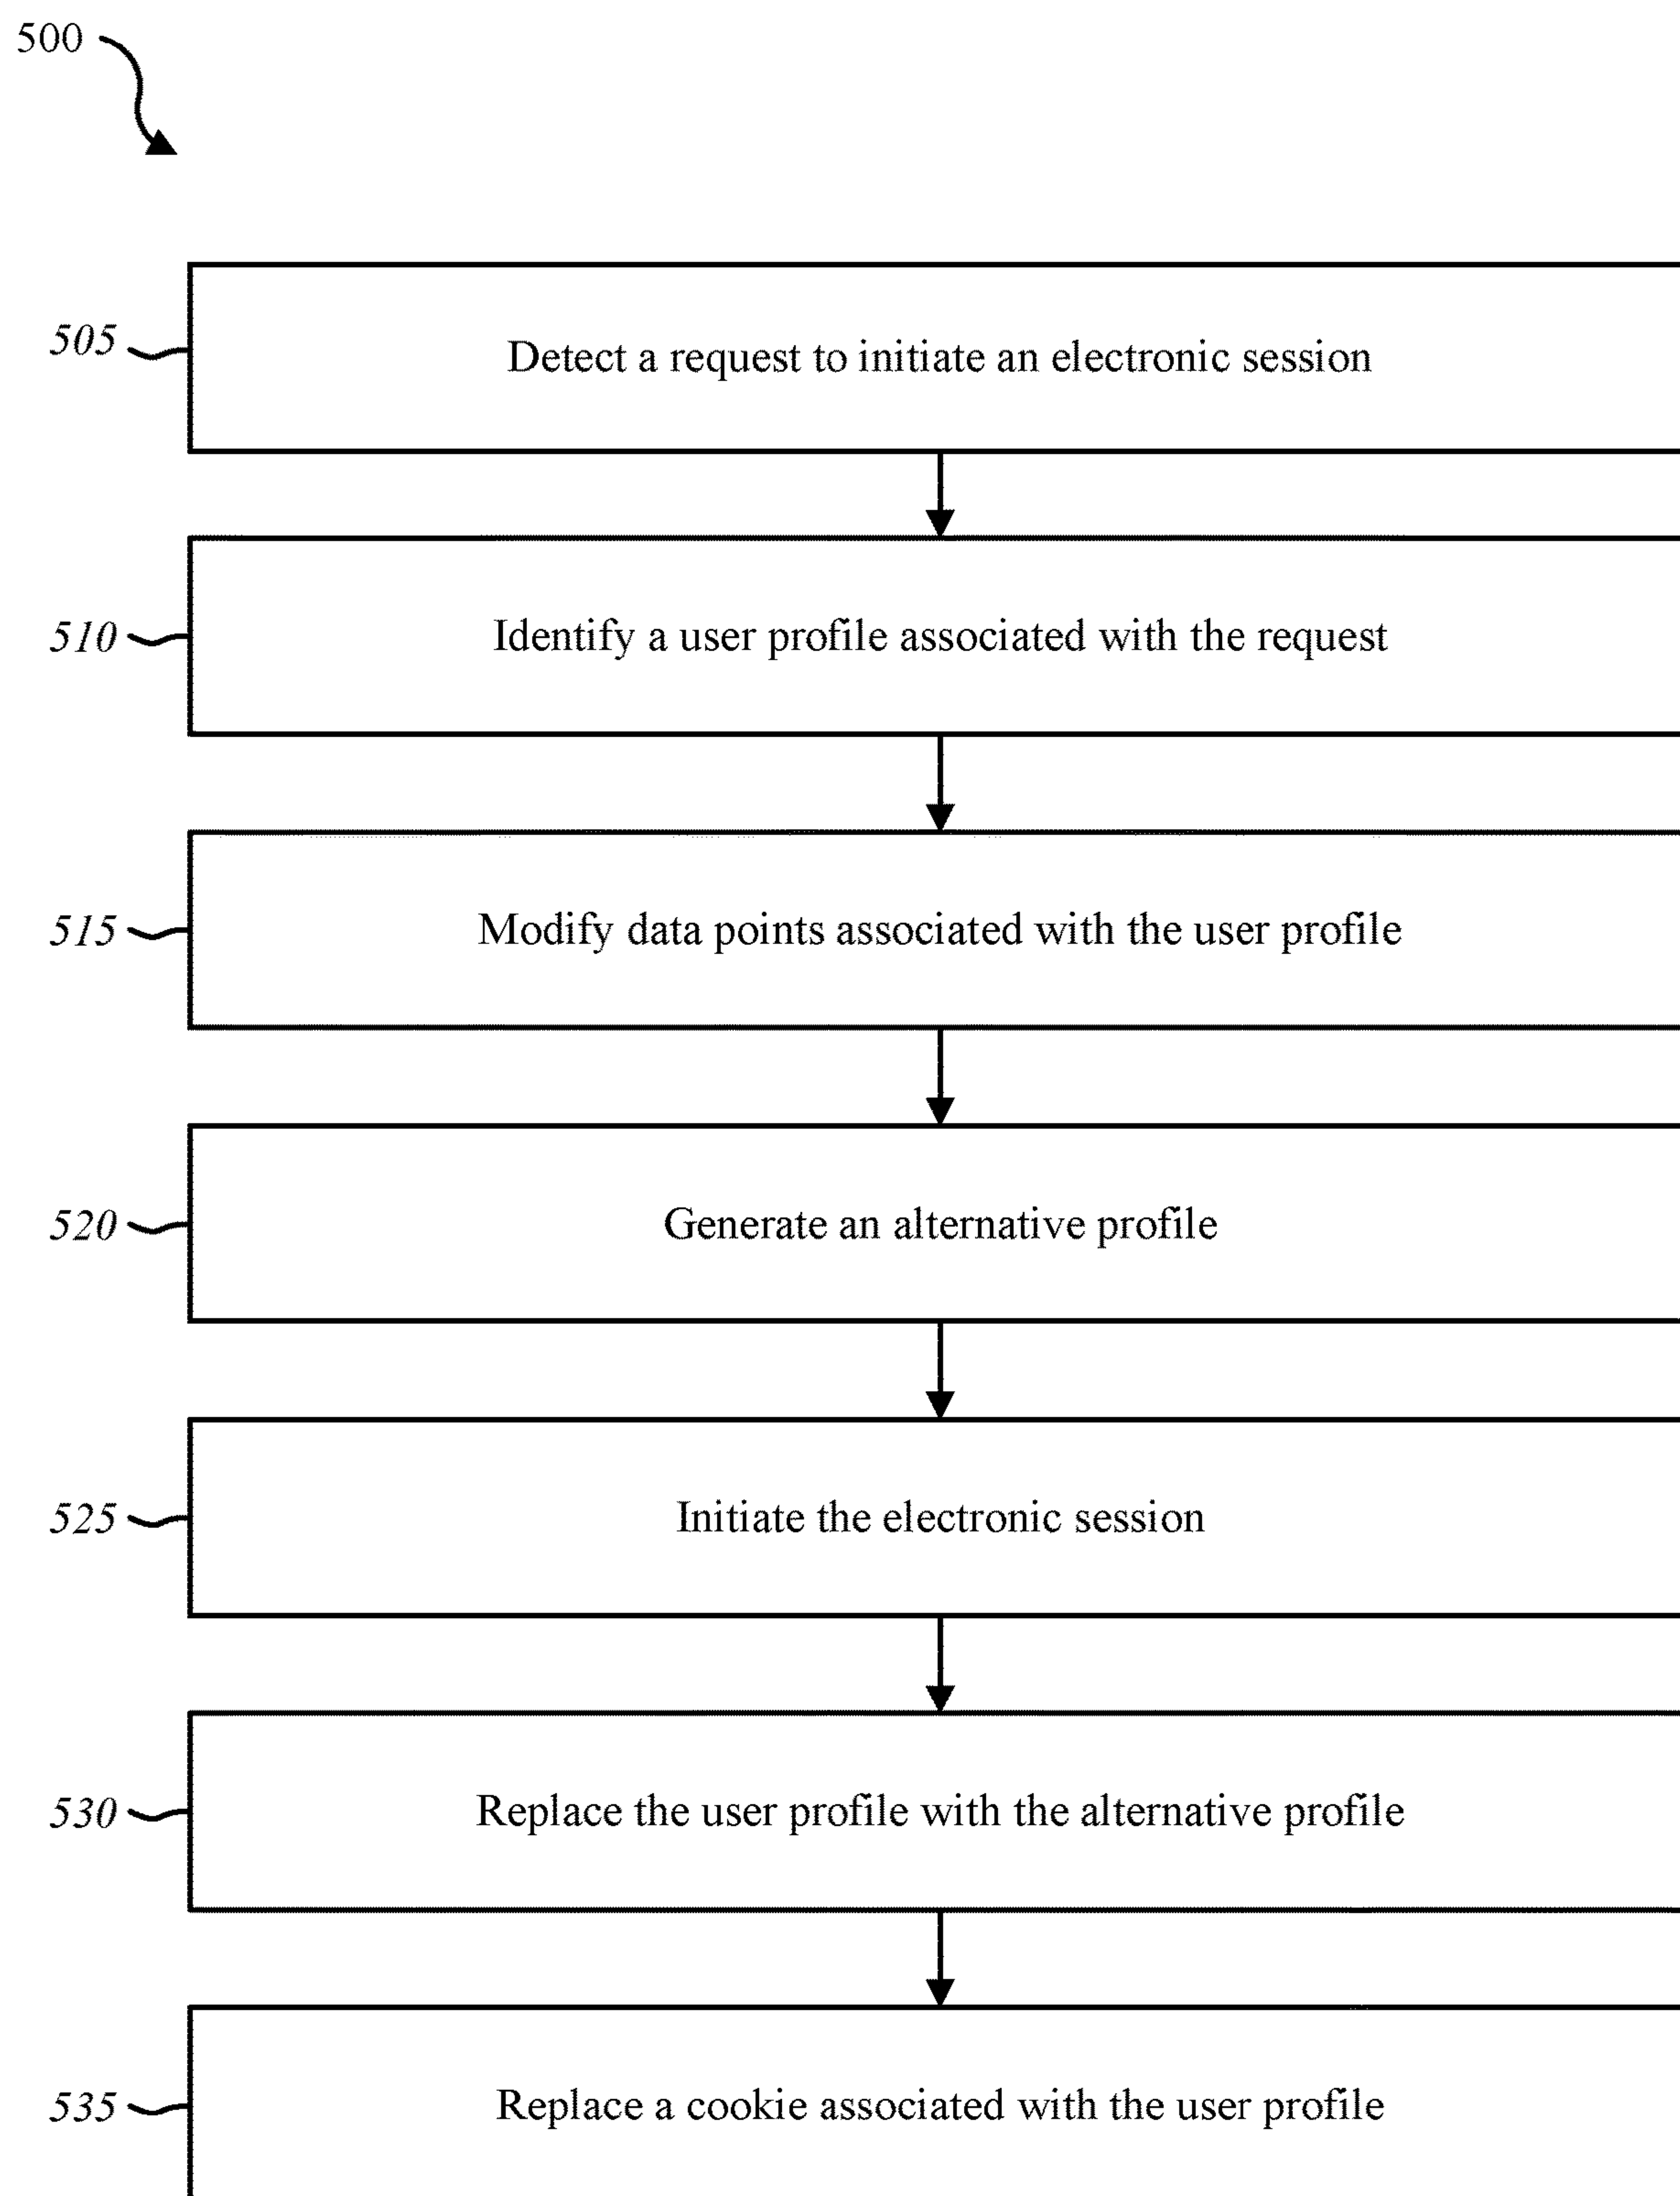 500
505 Detect a request to initiate an electronic session
510 Identify a user profile associated with the request
515 Modify data points associated with the user profile
520 Generate an alternative profile
525 Initiate the electronic session
530 Replace the user profile with the alternative profile
535 Replace a cookie associated with the user profile